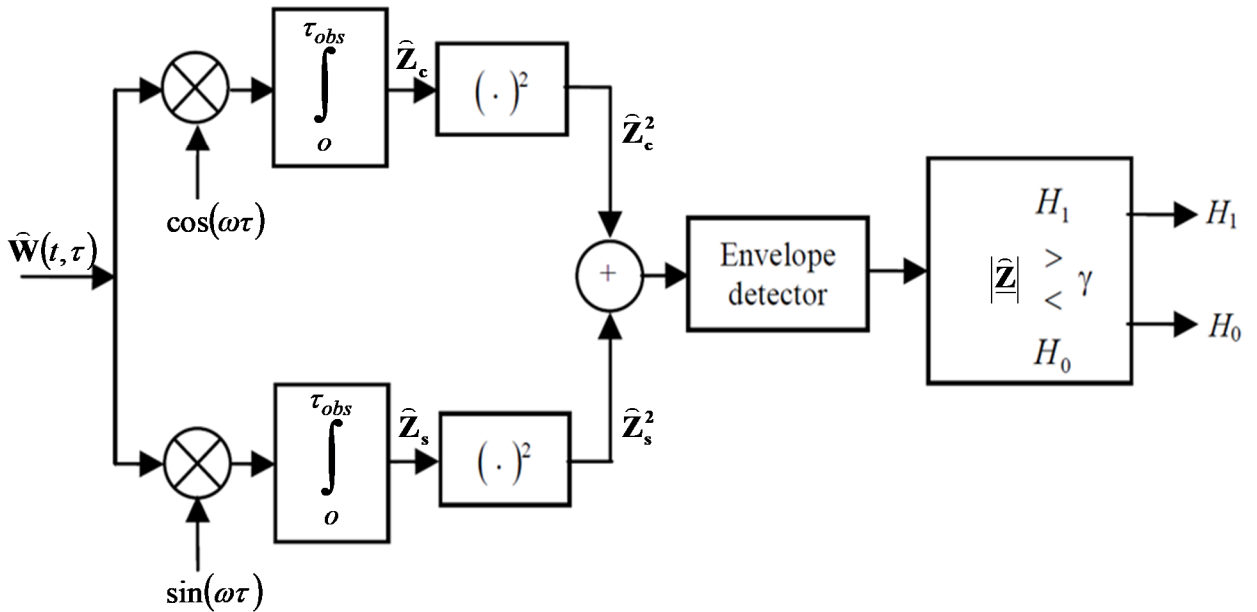 τobs
∫
o
Ẑc
( . )²
Ẑc²
cos(ωτ)
Ŵ(t,τ)
+
Envelope
detector
H1
|Ẑ| > < γ
H0
H1
H0
τobs
∫
o
Ẑs
( . )²
Ẑs²
sin(ωτ)